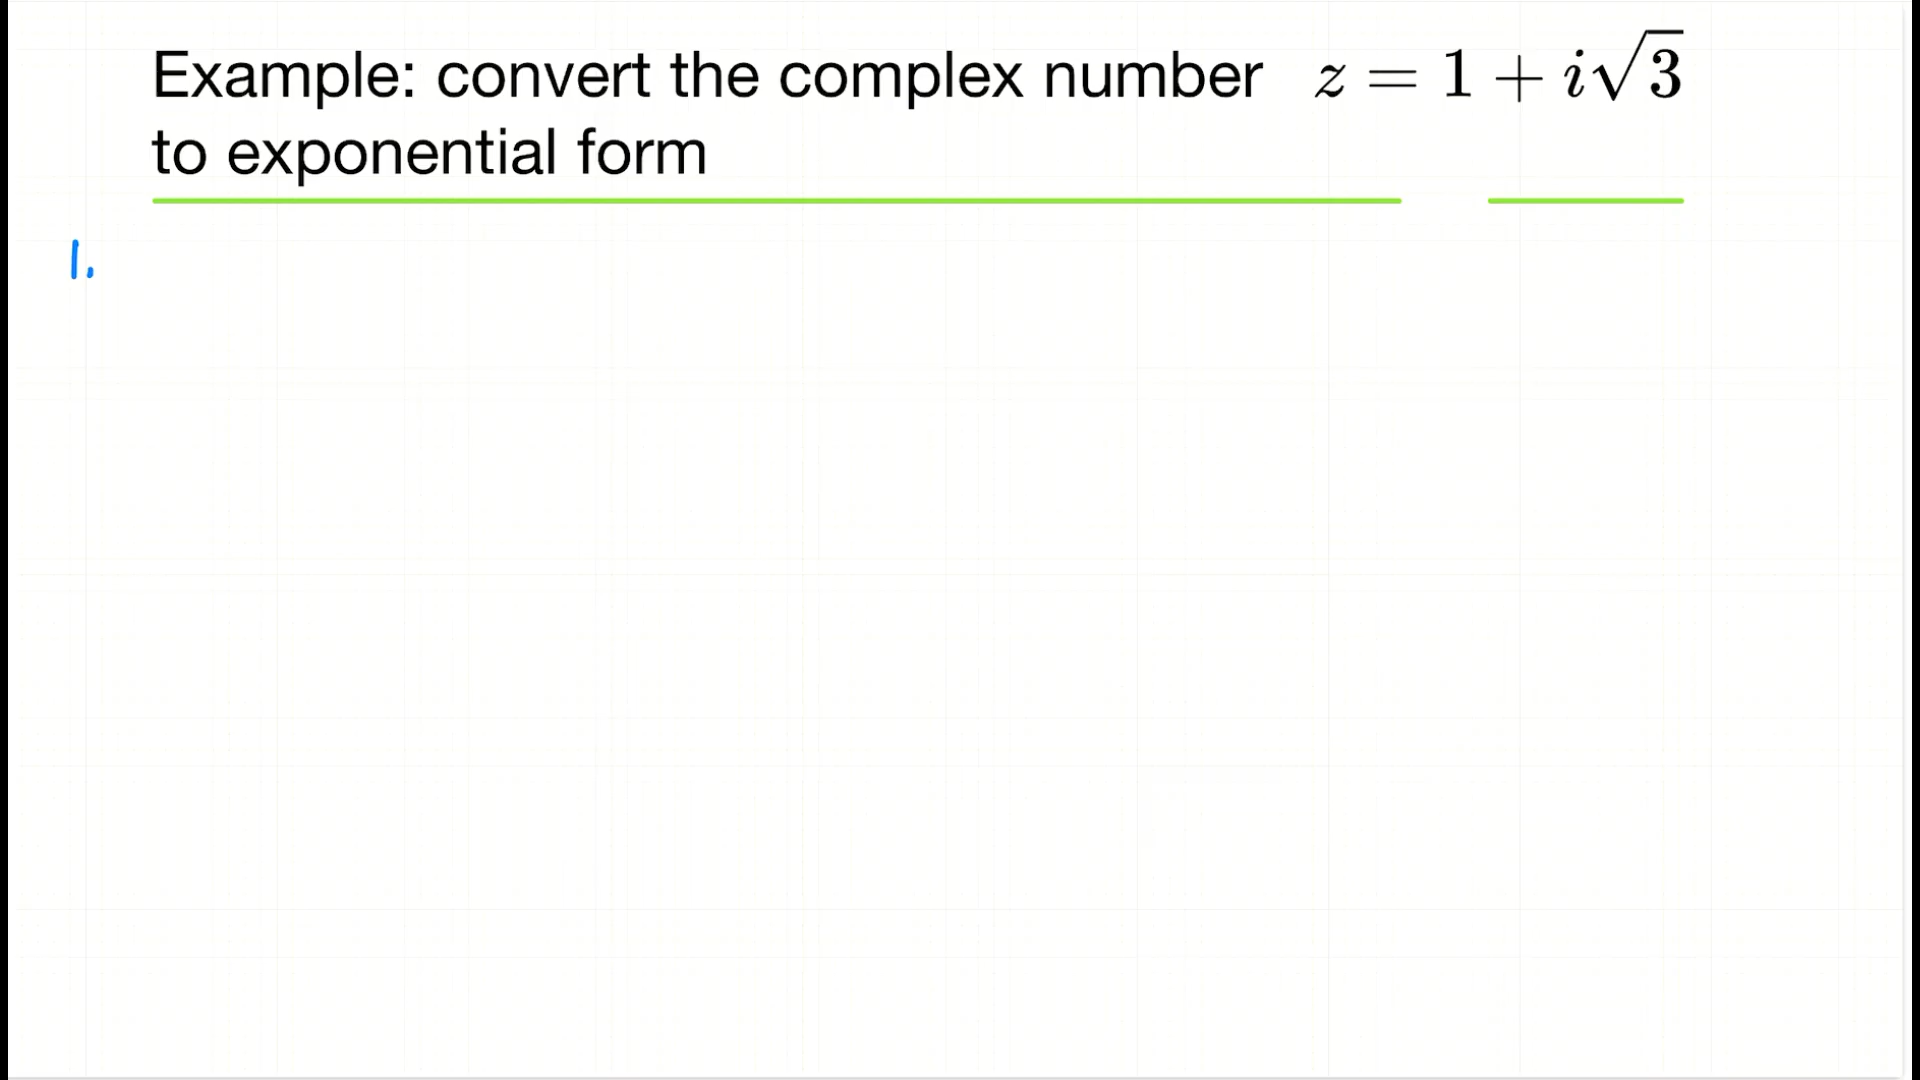 Example: convert the complex number z = 1 + i√3
to exponential form
1.